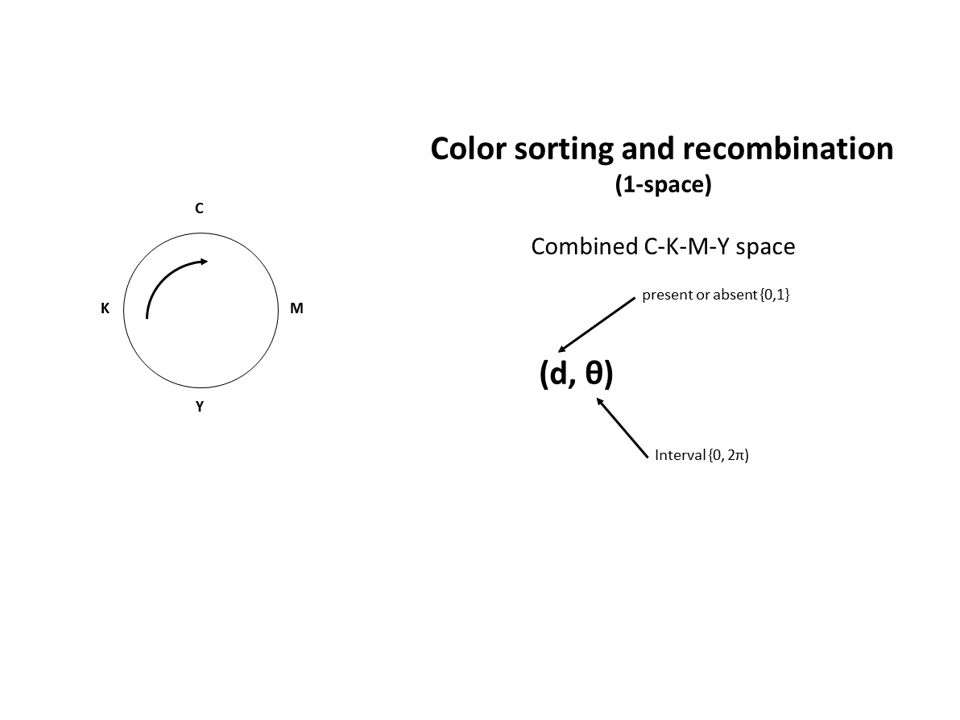 Color sorting and recombination
(1-space)
Combined C-K-M-Y space
present or absent {0,1}
(d, θ)
Interval {0, 2π)
C
K
M
Y